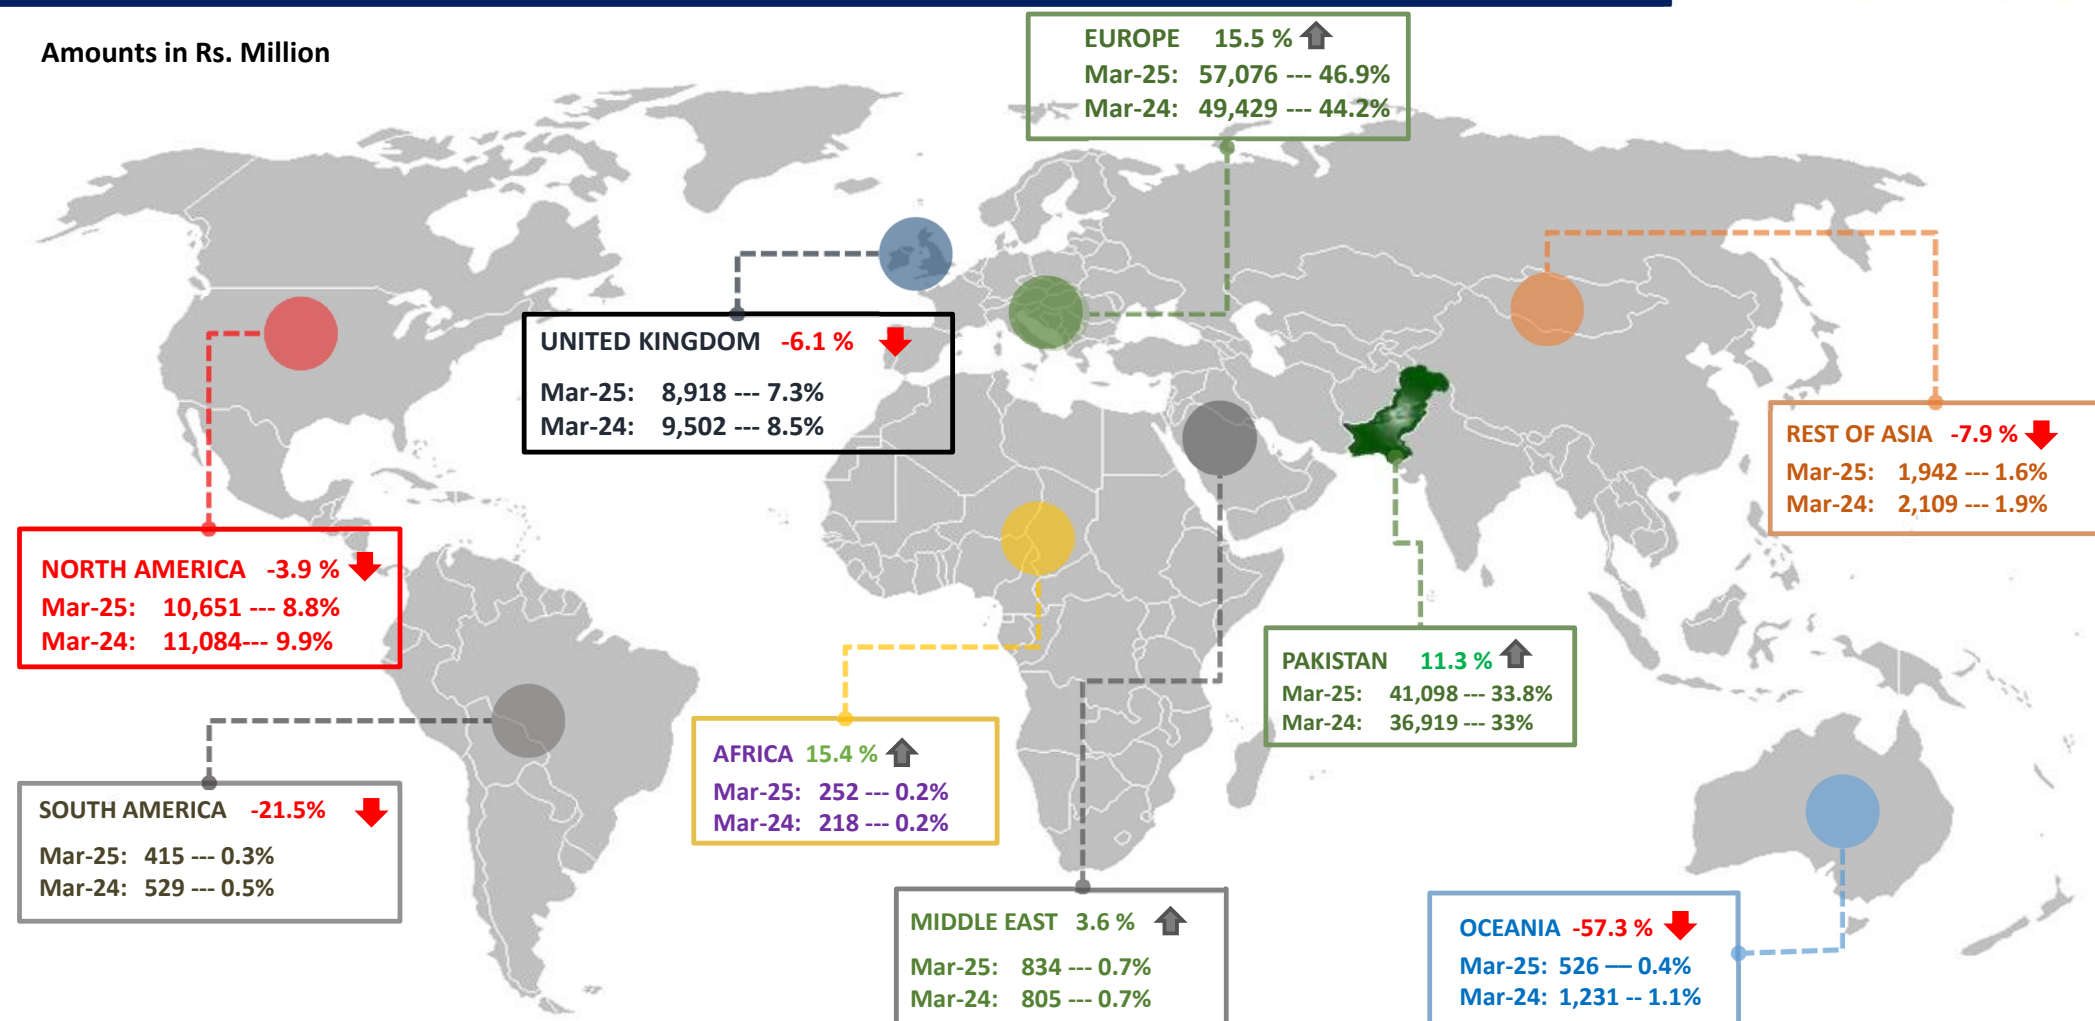 Amounts in Rs. Million
EUROPE 15.5 %
Mar-25: 57,076 --- 46.9%
Mar-24: 49,429 --- 44.2%
UNITED KINGDOM -6.1 %
Mar-25: 8,918 --- 7.3%
Mar-24: 9,502 --- 8.5%
REST OF ASIA -7.9 %
Mar-25: 1,942 --- 1.6%
Mar-24: 2,109 --- 1.9%
NORTH AMERICA -3.9 %
Mar-25: 10,651 --- 8.8%
Mar-24: 11,084--- 9.9%
PAKISTAN 11.3 %
Mar-25: 41,098 --- 33.8%
Mar-24: 36,919 --- 33%
AFRICA 15.4 %
Mar-25: 252 --- 0.2%
Mar-24: 218 --- 0.2%
SOUTH AMERICA -21.5%
Mar-25: 415 --- 0.3%
Mar-24: 529 --- 0.5%
MIDDLE EAST 3.6 %
Mar-25: 834 --- 0.7%
Mar-24: 805 --- 0.7%
OCEANIA -57.3 %
Mar-25: 526 –-- 0.4%
Mar-24: 1,231 -- 1.1%